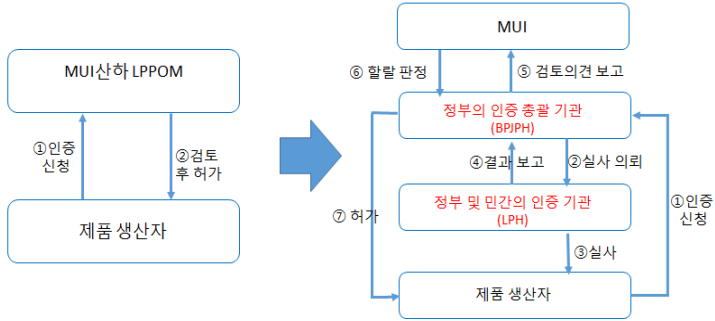 MUI산하 LPPOM
①인증
신청
②검토
후 허가
제품 생산자
MUI
⑥ 할랄 판정
⑤ 검토의견 보고
정부의 인증 총괄 기관
(BPJPH)
④결과 보고
②실사 의뢰
정부 및 민간의 인증 기관
(LPH)
①인증
신청
⑦ 허가
③실사
제품 생산자